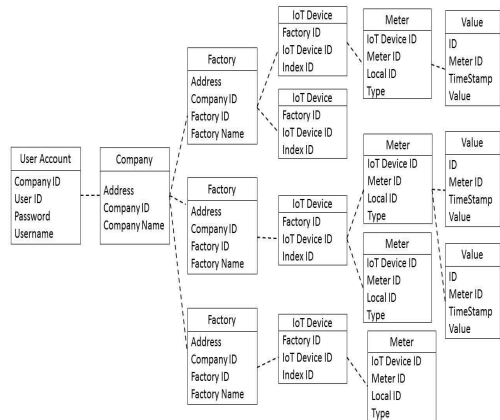 User Account
Company ID
User ID
Password
Username
Company
Address
Company ID
Company Name
Factory
Address
Company ID
Factory ID
Factory Name
Factory
Address
Company ID
Factory ID
Factory Name
Factory
Address
Company ID
Factory ID
Factory Name
IoT Device
Factory ID
IoT Device ID
Index ID
IoT Device
Factory ID
IoT Device ID
Index ID
IoT Device
Factory ID
IoT Device ID
Index ID
IoT Device
Factory ID
IoT Device ID
Index ID
Meter
IoT Device ID
Meter ID
Local ID
Type
Meter
IoT Device ID
Meter ID
Local ID
Type
Meter
IoT Device ID
Meter ID
Local ID
Type
Meter
IoT Device ID
Meter ID
Local ID
Type
Value
ID
Meter ID
TimeStamp
Value
Value
ID
Meter ID
TimeStamp
Value
Value
ID
Meter ID
TimeStamp
Value